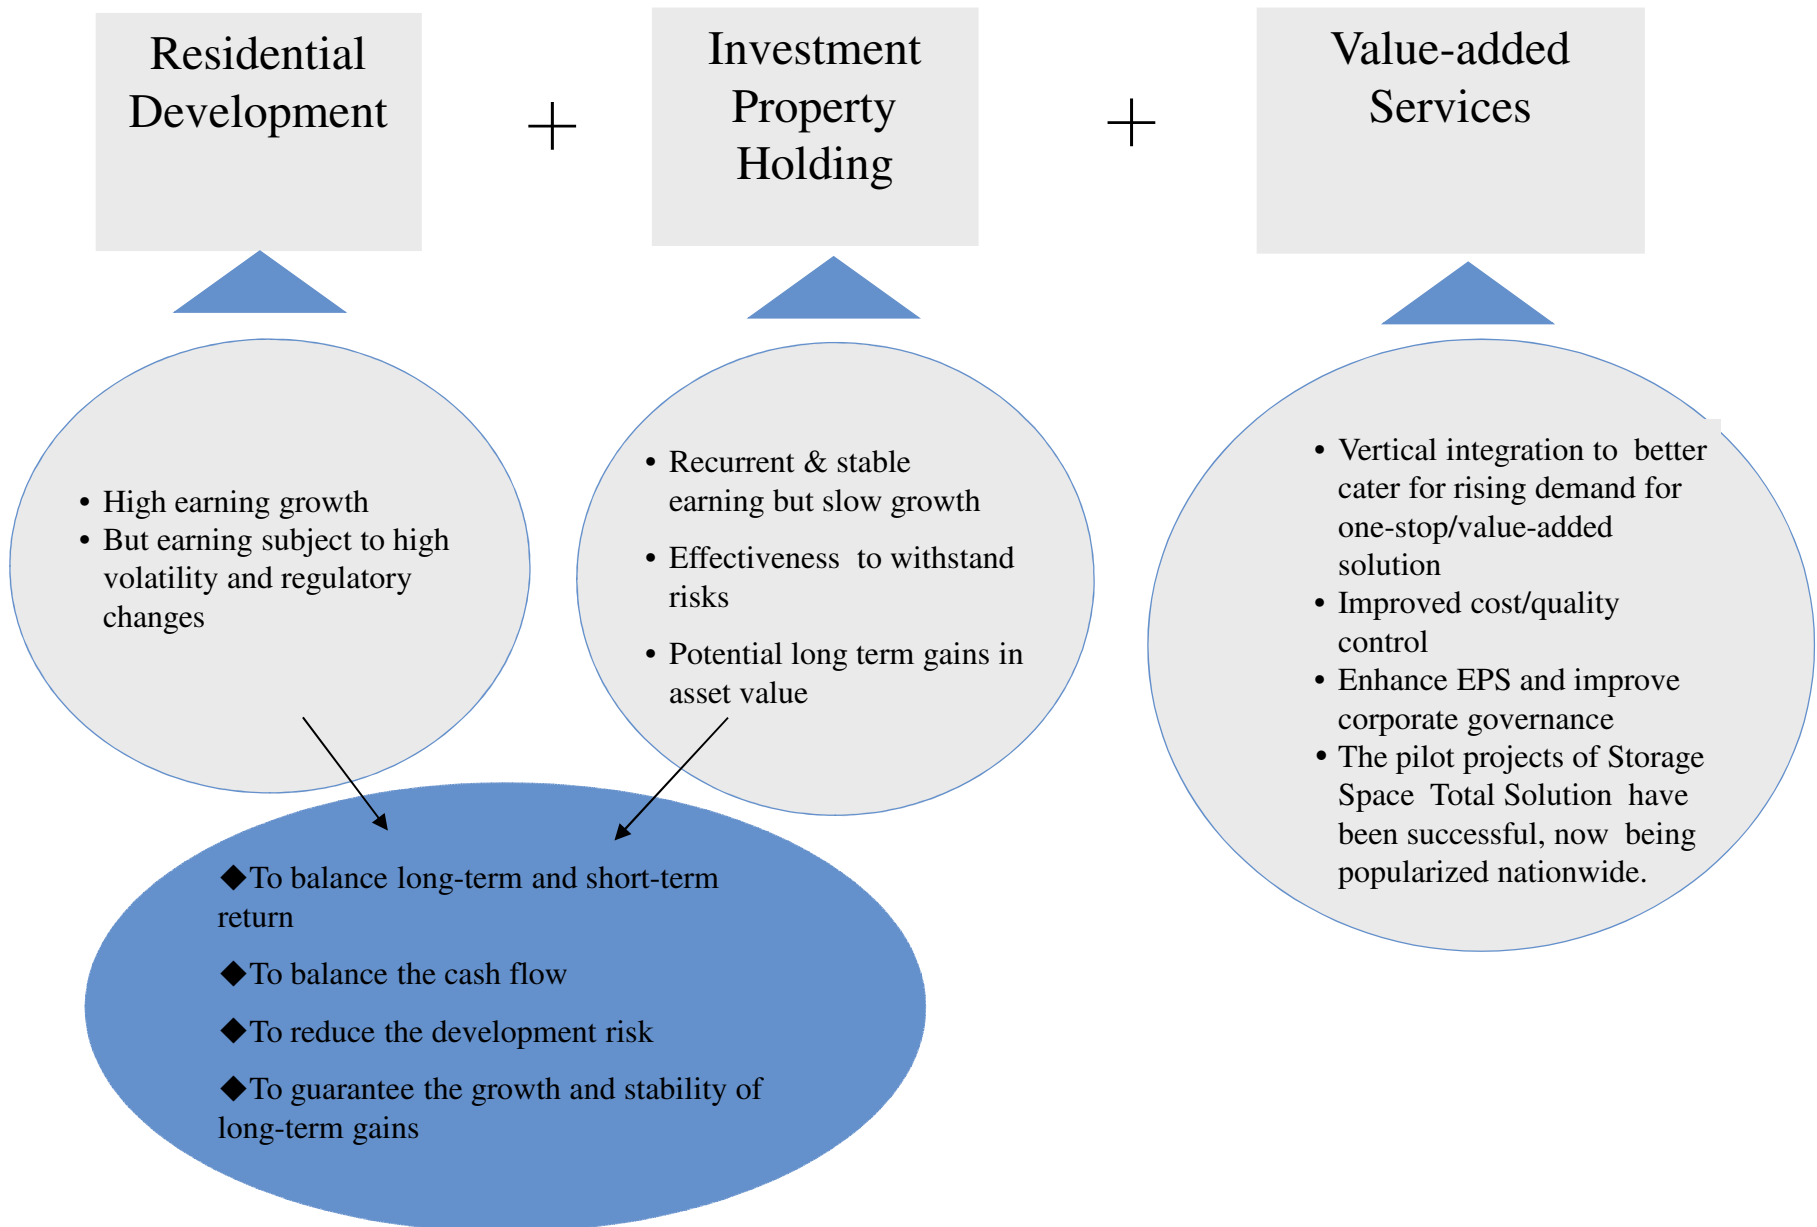 Residential
Development
+
Investment
Property
Holding
+
Value-added
Services
• High earning growth
• But earning subject to high
volatility and regulatory
changes
• Recurrent & stable
earning but slow growth
• Effectiveness to withstand
risks
• Potential long term gains in
asset value
• Vertical integration to better
cater for rising demand for
one-stop/value-added
solution
• Improved cost/quality
control
• Enhance EPS and improve
corporate governance
• The pilot projects of Storage
Space Total Solution have
been successful, now being
popularized nationwide.
◆To balance long-term and short-term
return
◆To balance the cash flow
◆To reduce the development risk
◆To guarantee the growth and stability of
long-term gains